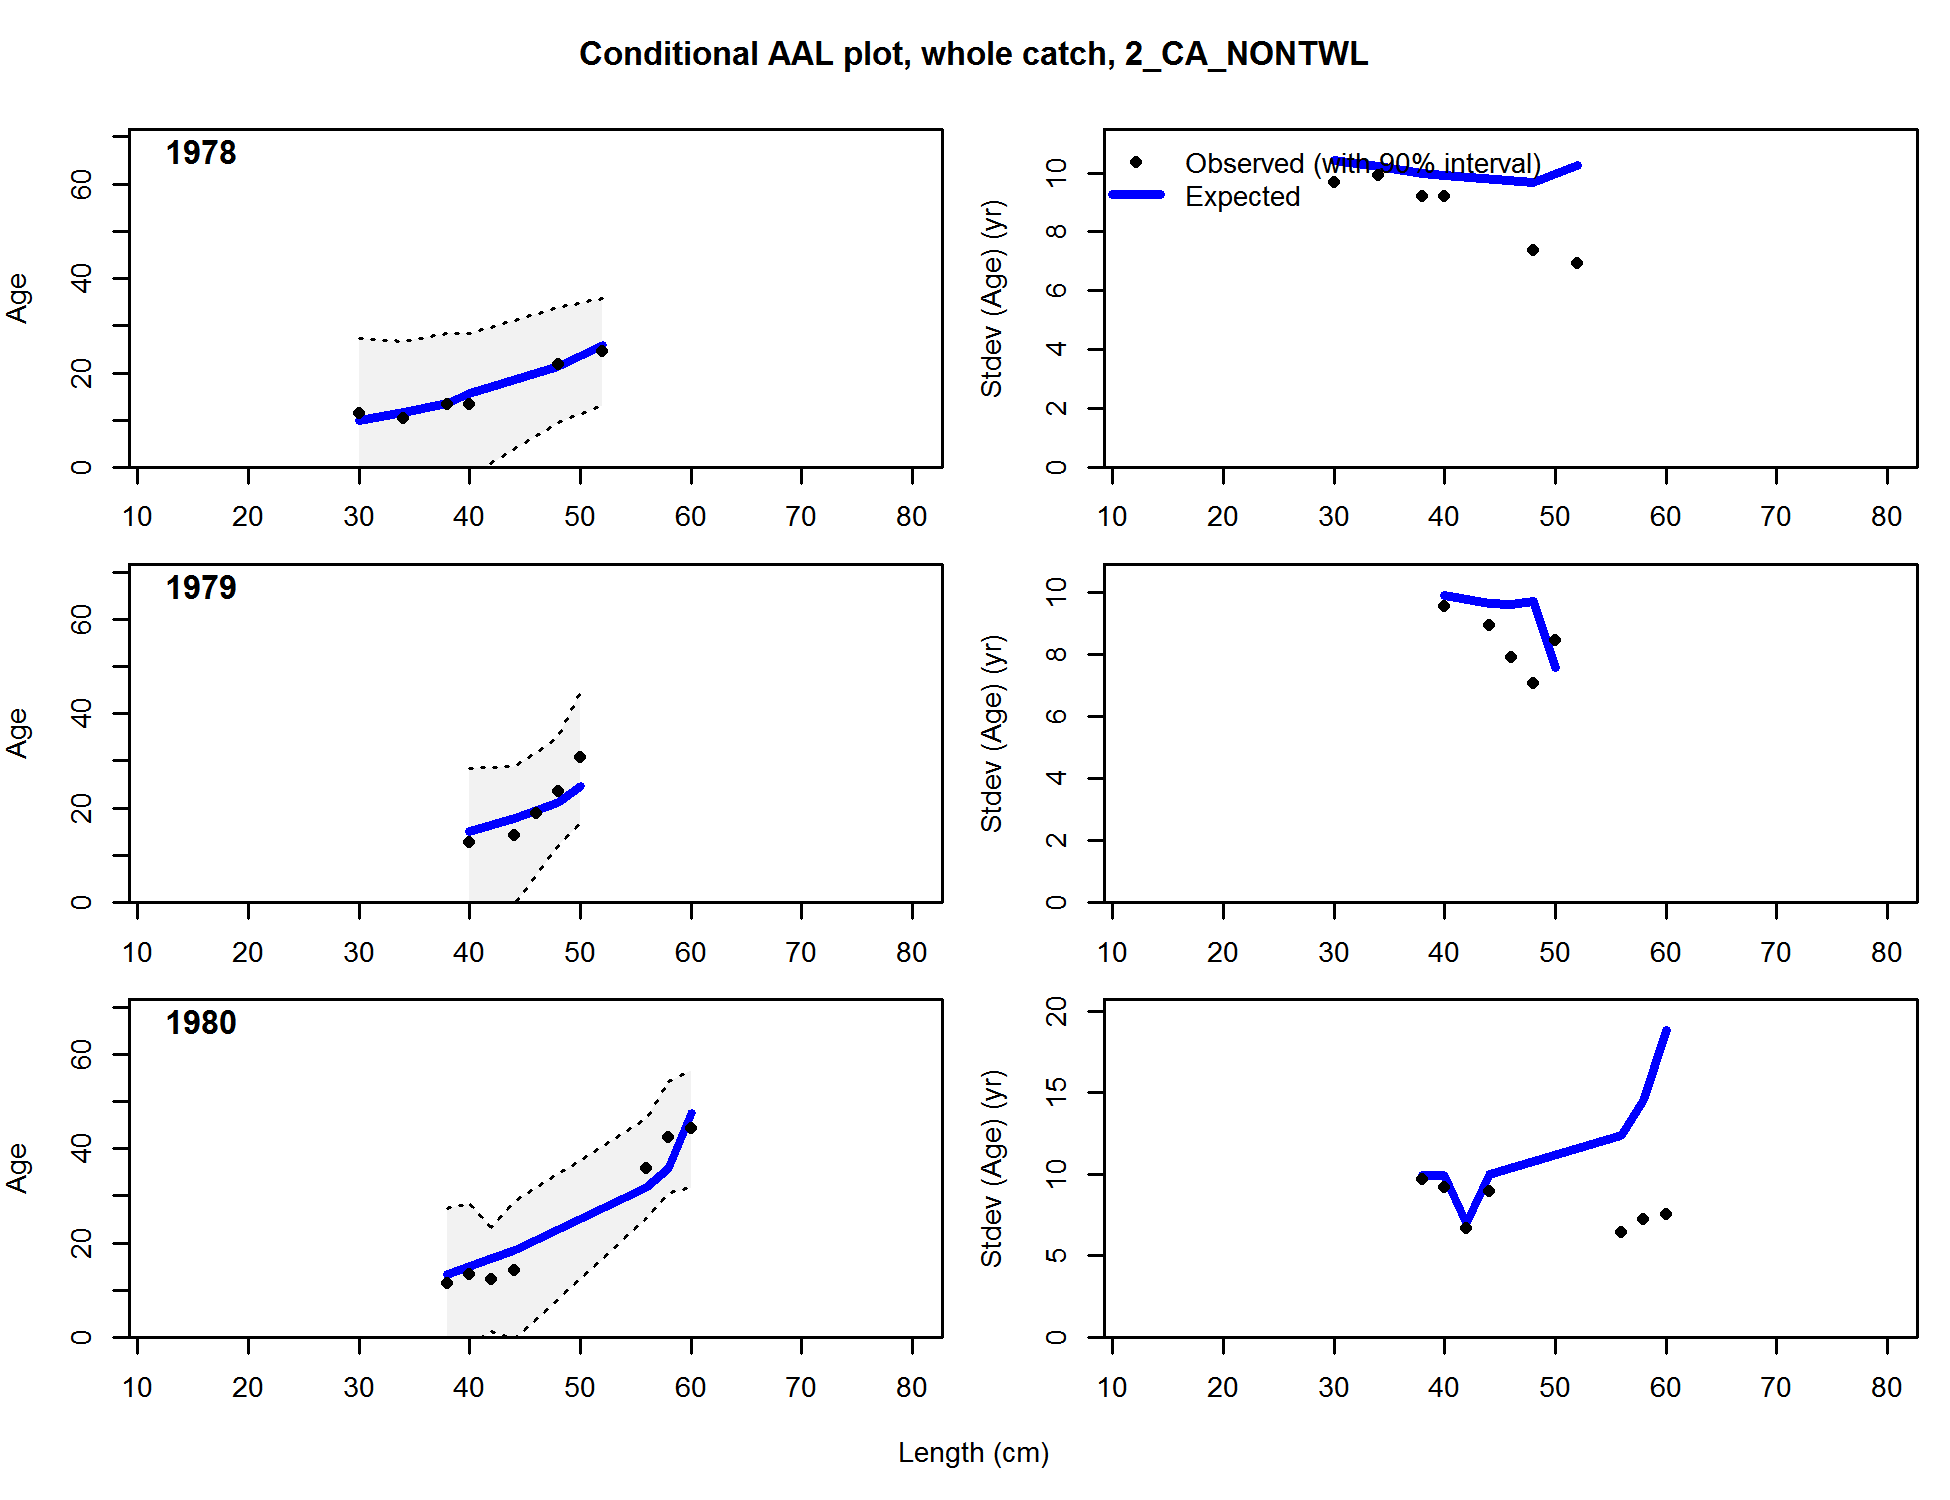 Conditional AAL plot, whole catch, 2_CA_NONTWL
1978
Age
0 20 40 60
10 20 30 40 50 60 70 80
Observed (with 90% interval)
Expected
Stdev (Age) (yr)
0 2 4 6 8 10
10 20 30 40 50 60 70 80
1979
Age
0 20 40 60
10 20 30 40 50 60 70 80
Stdev (Age) (yr)
0 2 4 6 8 10
10 20 30 40 50 60 70 80
1980
Age
0 20 40 60
10 20 30 40 50 60 70 80
Stdev (Age) (yr)
0 5 10 15 20
10 20 30 40 50 60 70 80
Length (cm)